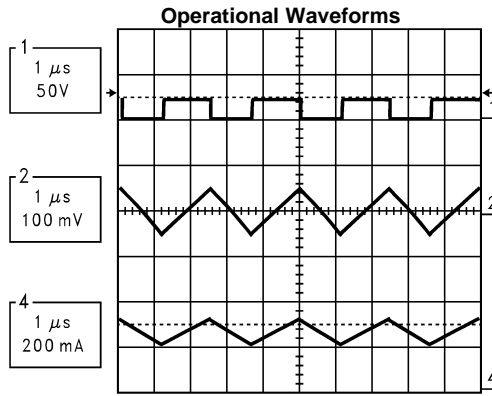 Operational Waveforms
1
1 μs
50V
1
2
1 μs
100 mV
2
4
1 μs
200 mA
4